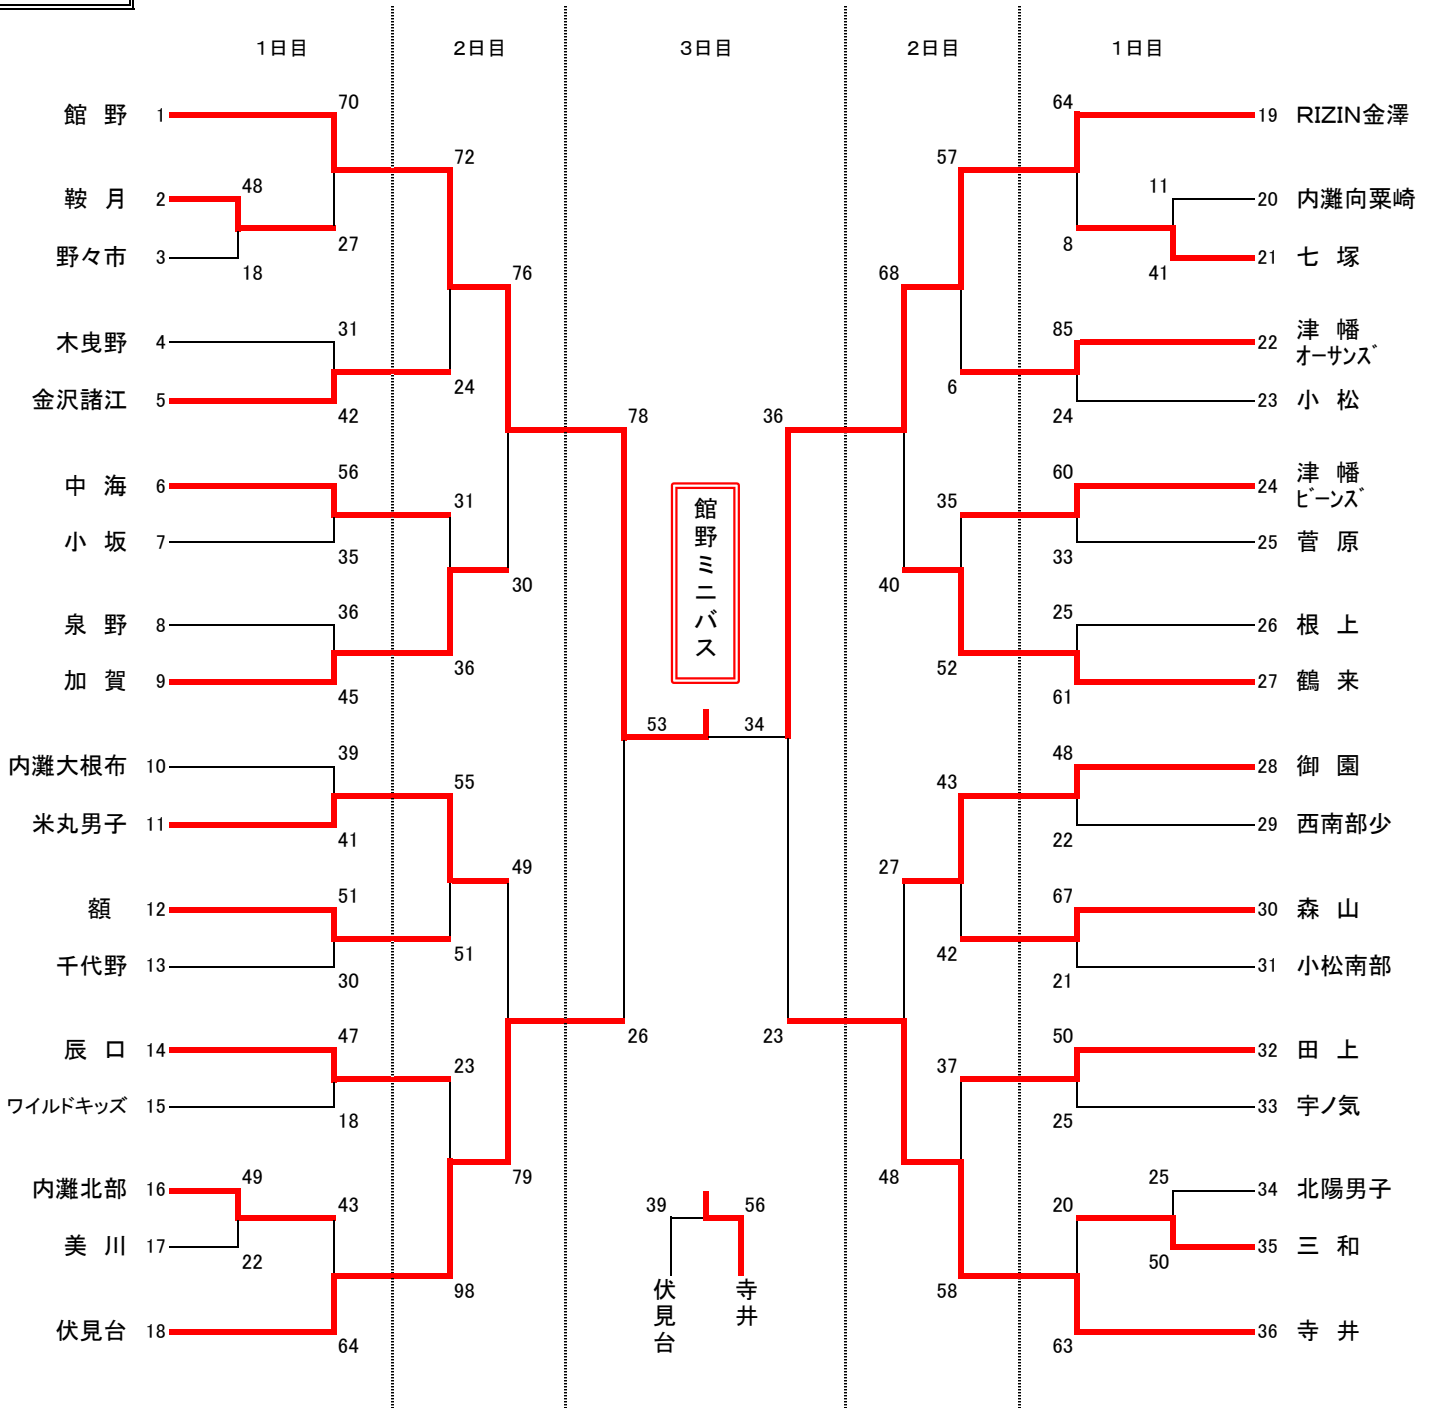 1日目 2日目 3日目 2日目 1日目
70 64
館 野 1 19 RIZIN金澤
72 57
48 11
鞍 月 2 20 内灘向粟崎
27 8
野々市 3 21 七 塚
18 41
76 68
31 85
木曳野 4 22 津 幡
オーサンズ
24 6
金沢諸江 5 23 小 松
42 24
78 36
56 60
中 海 6 24 津 幡
ビーンズ
31 35
小 坂 7 25 菅 原
35 33
30 40
36 25
泉 野 8 26 根 上
36 52
加 賀 9 27 鶴 来
45 61
館野ミニバス
53 34
39 48
内灘大根布 10 28 御 園
55 43
米丸男子 11 29 西南部少
41 22
49 27
51 67
額 12 30 森 山
51 42
千代野 13 31 小松南部
30 21
26 23
47 50
辰 口 14 32 田 上
23 37
ワイルドキッズ 15 33 宇ノ気
18 25
79 48
49 25
内灘北部 16 34 北陽男子
43 20
39 56
美 川 17 35 三 和
22 50
98 58
伏見台 寺井
伏見台 18 36 寺 井
64 63